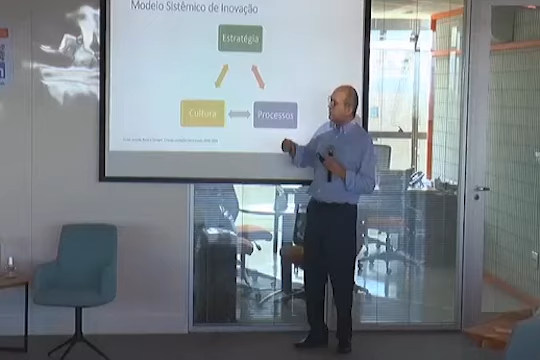 Modelo Sistêmico de Inovação
Estratégia
Cultura
Processos